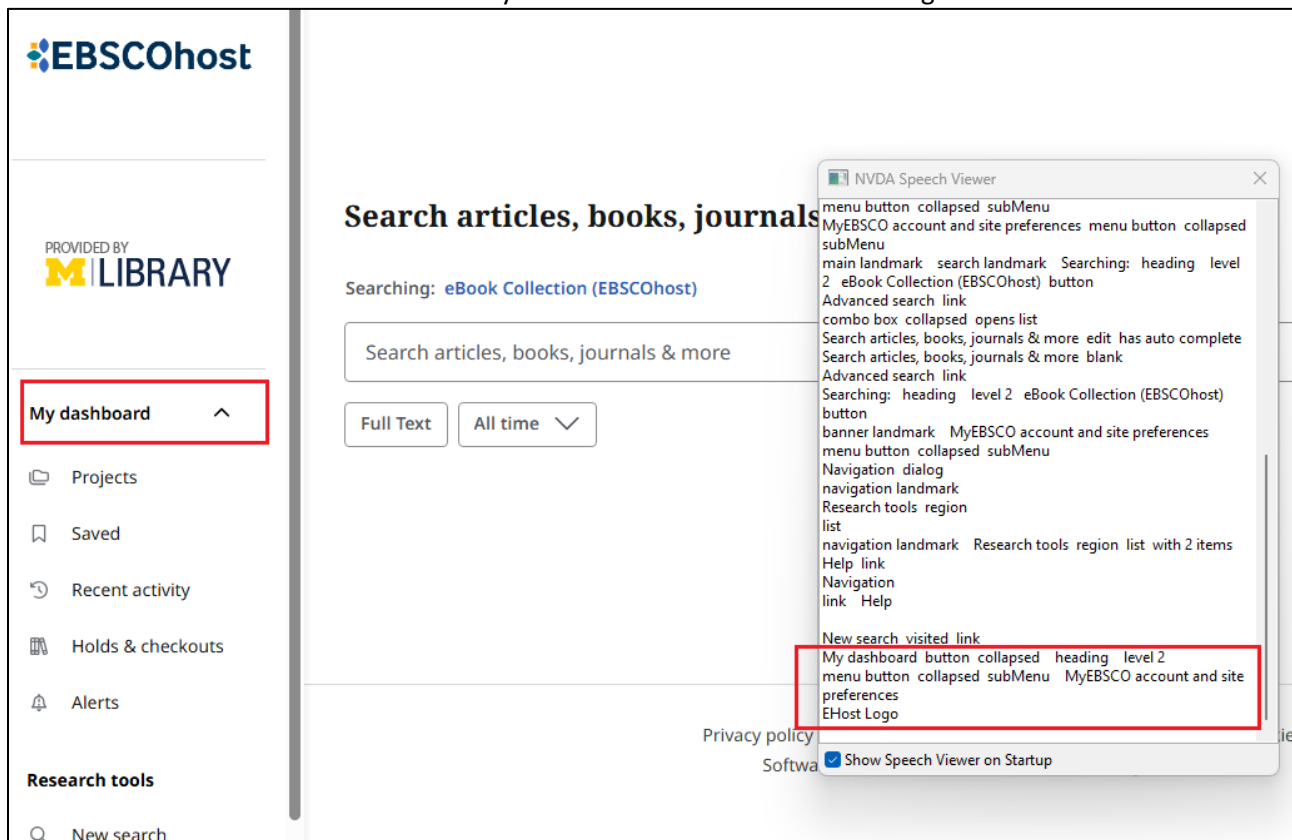 EBSCOhost
PROVIDED BY
M LIBRARY
My dashboard
Projects
Saved
Recent activity
Holds & checkouts
Alerts
Research tools
New search
Search articles, books, journals
Searching: eBook Collection (EBSCOhost)
Search articles, books, journals & more
Full Text
All time
Privacy policy
Softwa
NVDA Speech Viewer
menu button collapsed subMenu
MyEBSCO account and site preferences menu button collapsed
subMenu
main landmark search landmark Searching: heading level
2 eBook Collection (EBSCOhost) button
Advanced search link
combo box collapsed opens list
Search articles, books, journals & more edit has auto complete
Search articles, books, journals & more blank
Advanced search link
Searching: heading level 2 eBook Collection (EBSCOhost)
button
banner landmark MyEBSCO account and site preferences
menu button collapsed subMenu
Navigation dialog
navigation landmark
Research tools region
list
navigation landmark Research tools region list with 2 items
Help link
Navigation
link Help
New search visited link
My dashboard button collapsed heading level 2
menu button collapsed subMenu MyEBSCO account and site
preferences
EHost Logo
Show Speech Viewer on Startup